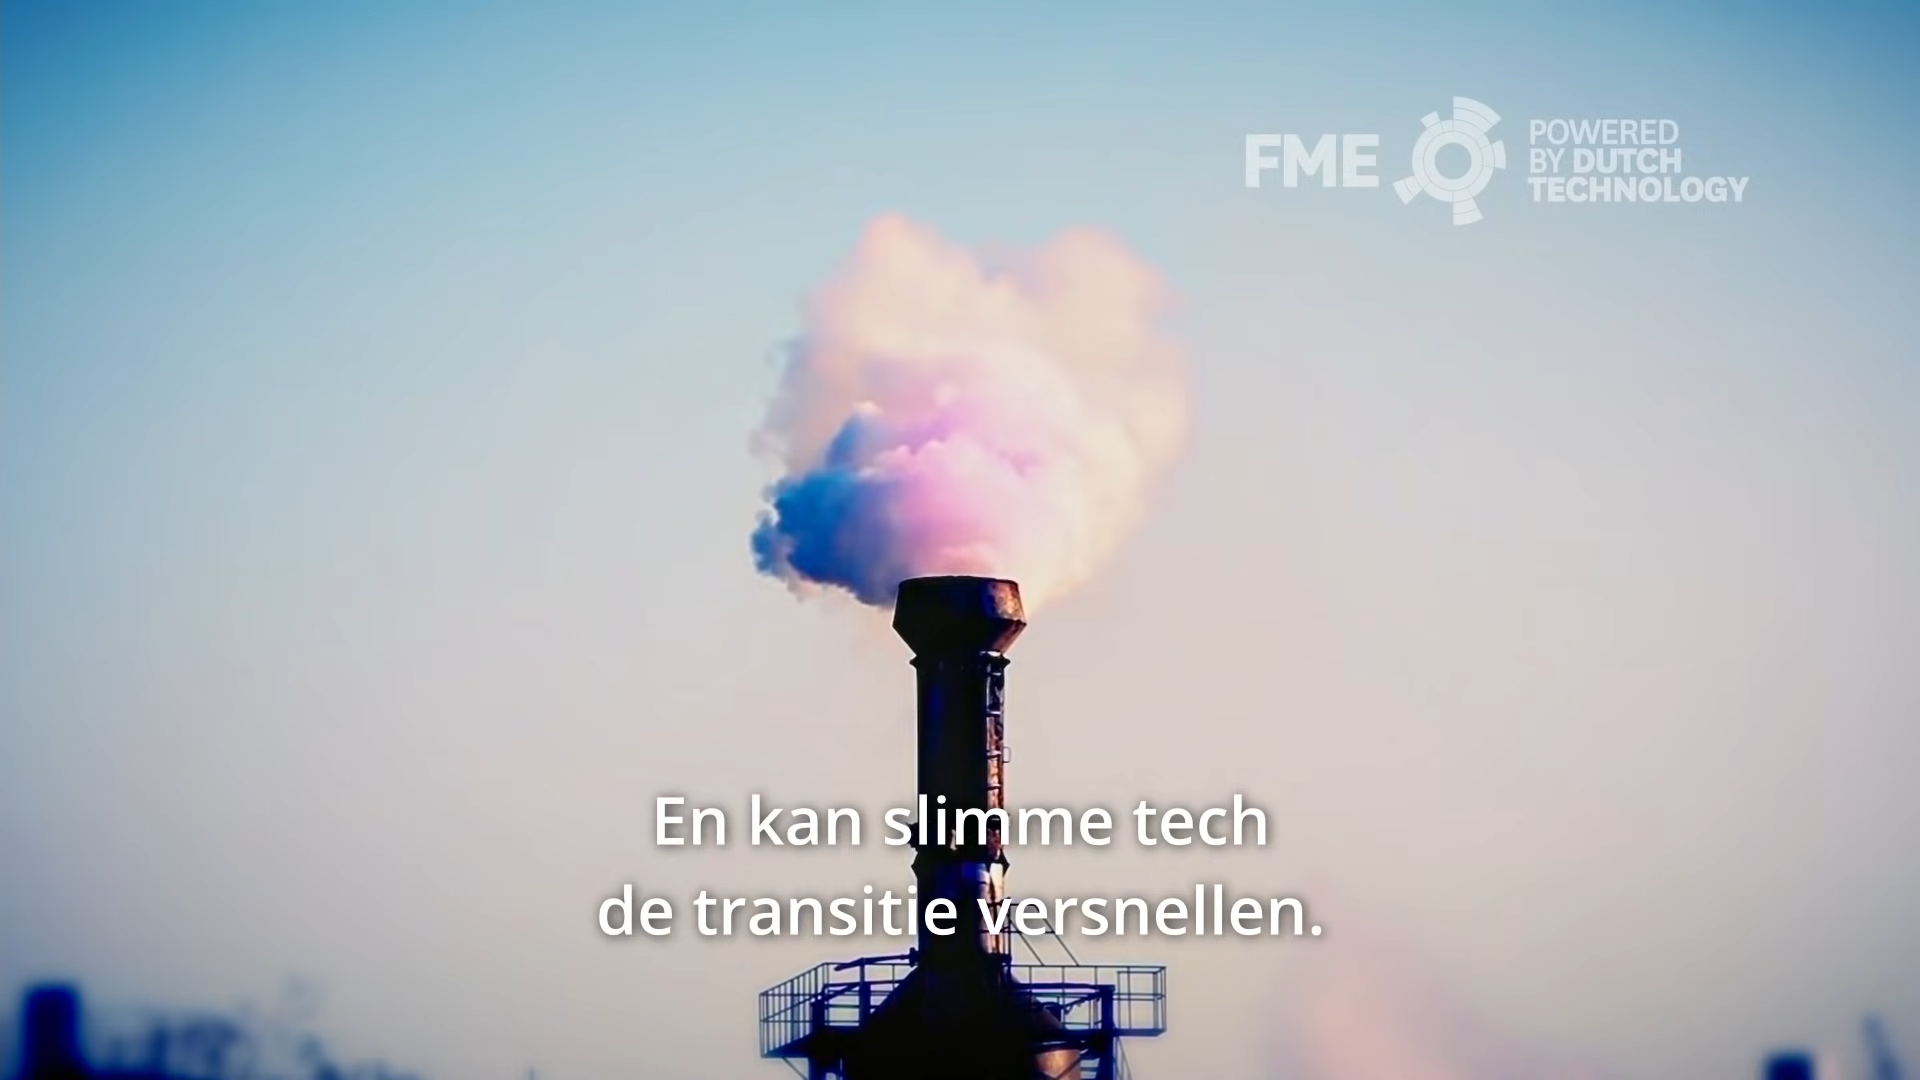 FME
POWERED
BY DUTCH
TECHNOLOGY
En kan slimme tech
de transitie versnellen.